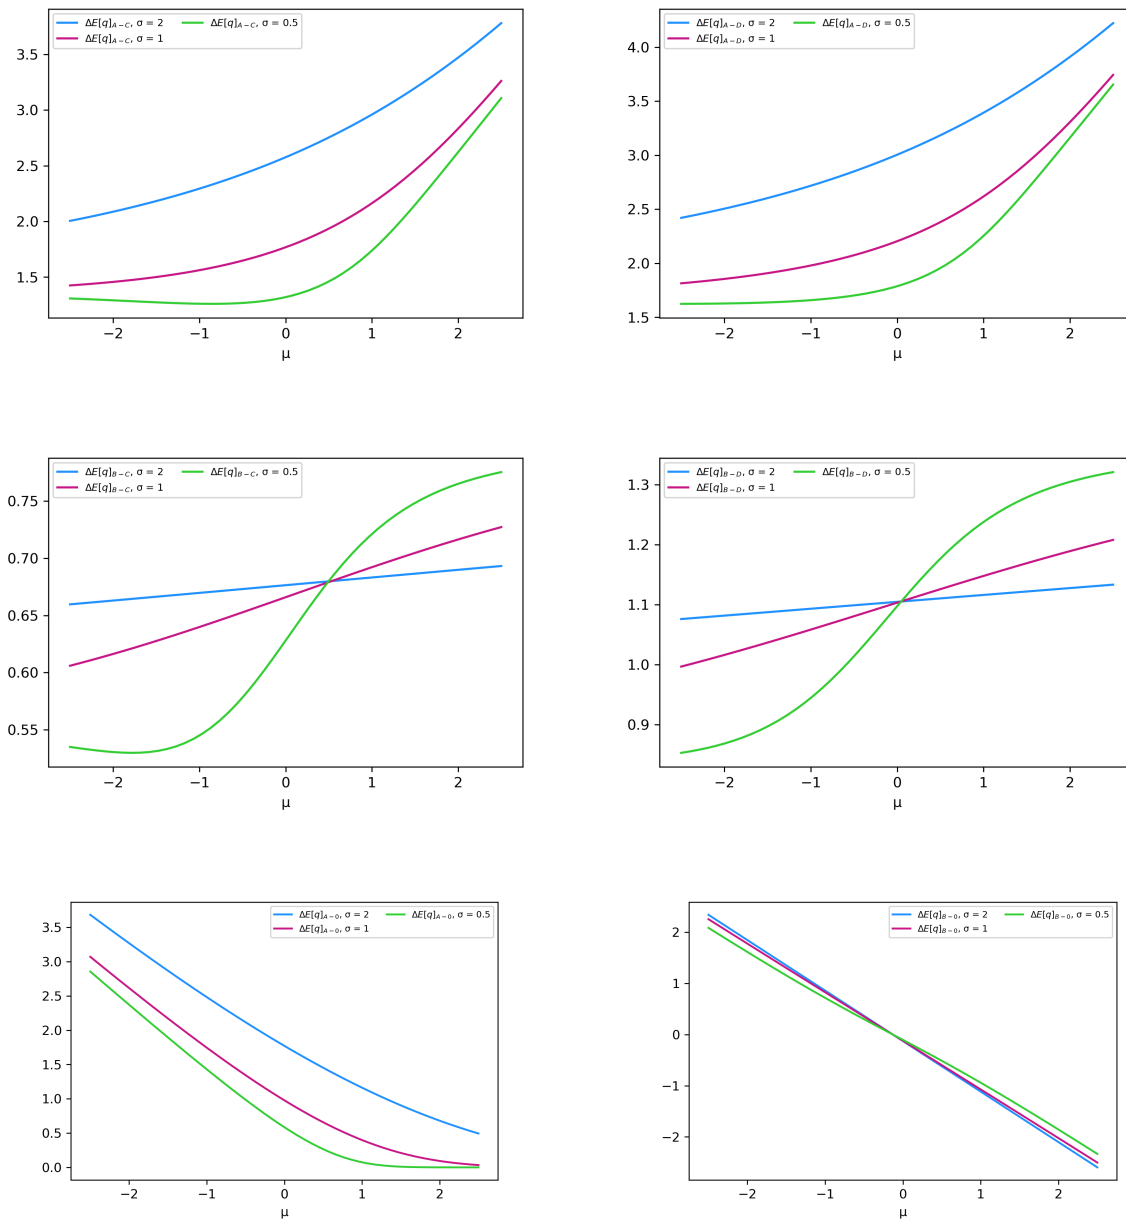 ΔE[q]A−C, σ = 2 ΔE[q]A−C, σ = 0.5
ΔE[q]A−C, σ = 1
3.5
3.0
2.5
2.0
1.5
−2 −1 0 1 2
μ
ΔE[q]A−D, σ = 2 ΔE[q]A−D, σ = 0.5
ΔE[q]A−D, σ = 1
4.0
3.5
3.0
2.5
2.0
1.5
−2 −1 0 1 2
μ
ΔE[q]B−C, σ = 2 ΔE[q]B−C, σ = 0.5
ΔE[q]B−C, σ = 1
0.75
0.70
0.65
0.60
0.55
−2 −1 0 1 2
μ
ΔE[q]B−D, σ = 2 ΔE[q]B−D, σ = 0.5
ΔE[q]B−D, σ = 1
1.3
1.2
1.1
1.0
0.9
−2 −1 0 1 2
μ
ΔE[q]A−0, σ = 2 ΔE[q]A−0, σ = 0.5
ΔE[q]A−0, σ = 1
3.5
3.0
2.5
2.0
1.5
1.0
0.5
0.0
−2 −1 0 1 2
μ
ΔE[q]B−0, σ = 2 ΔE[q]B−0, σ = 0.5
ΔE[q]B−0, σ = 1
2
1
0
−1
−2
−2 −1 0 1 2
μ